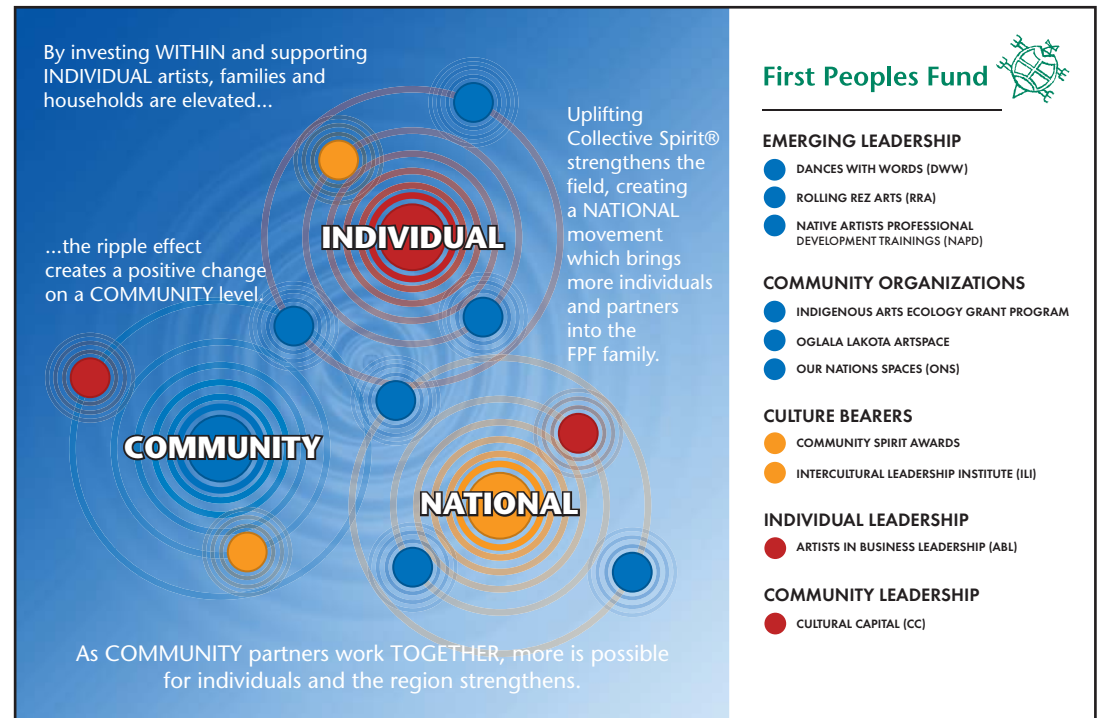 By investing WITHIN and supporting
INDIVIDUAL artists, families and
households are elevated...
...the ripple effect
creates a positive change
on a COMMUNITY level.
Uplifting
Collective Spirit®
strengthens the
field, creating
a NATIONAL
movement
which brings
more individuals
and partners
into the
FPF family.
INDIVIDUAL
COMMUNITY
NATIONAL
As COMMUNITY partners work TOGETHER, more is possible
for individuals and the region strengthens.
First Peoples Fund
EMERGING LEADERSHIP
DANCES WITH WORDS (DWW)
ROLLING REZ ARTS (RRA)
NATIVE ARTISTS PROFESSIONAL
DEVELOPMENT TRAININGS (NAPD)
COMMUNITY ORGANIZATIONS
INDIGENOUS ARTS ECOLOGY GRANT PROGRAM
OGLALA LAKOTA ARTSPACE
OUR NATIONS SPACES (ONS)
CULTURE BEARERS
COMMUNITY SPIRIT AWARDS
INTERCULTURAL LEADERSHIP INSTITUTE (ILI)
INDIVIDUAL LEADERSHIP
ARTISTS IN BUSINESS LEADERSHIP (ABL)
COMMUNITY LEADERSHIP
CULTURAL CAPITAL (CC)